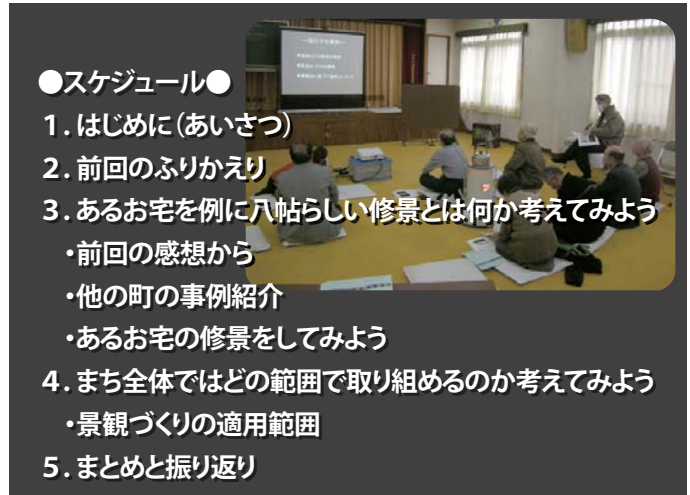 ●スケジュール●
１．はじめに（あいさつ）
２．前回のふりかえり
３．あるお宅を例に八帖らしい修景とは何か考えてみよう
・前回の感想から
・他の町の事例紹介
・あるお宅の修景をしてみよう
４．まち全体ではどの範囲で取り組めるのか考えてみよう
・景観づくりの適用範囲
５．まとめと振り返り